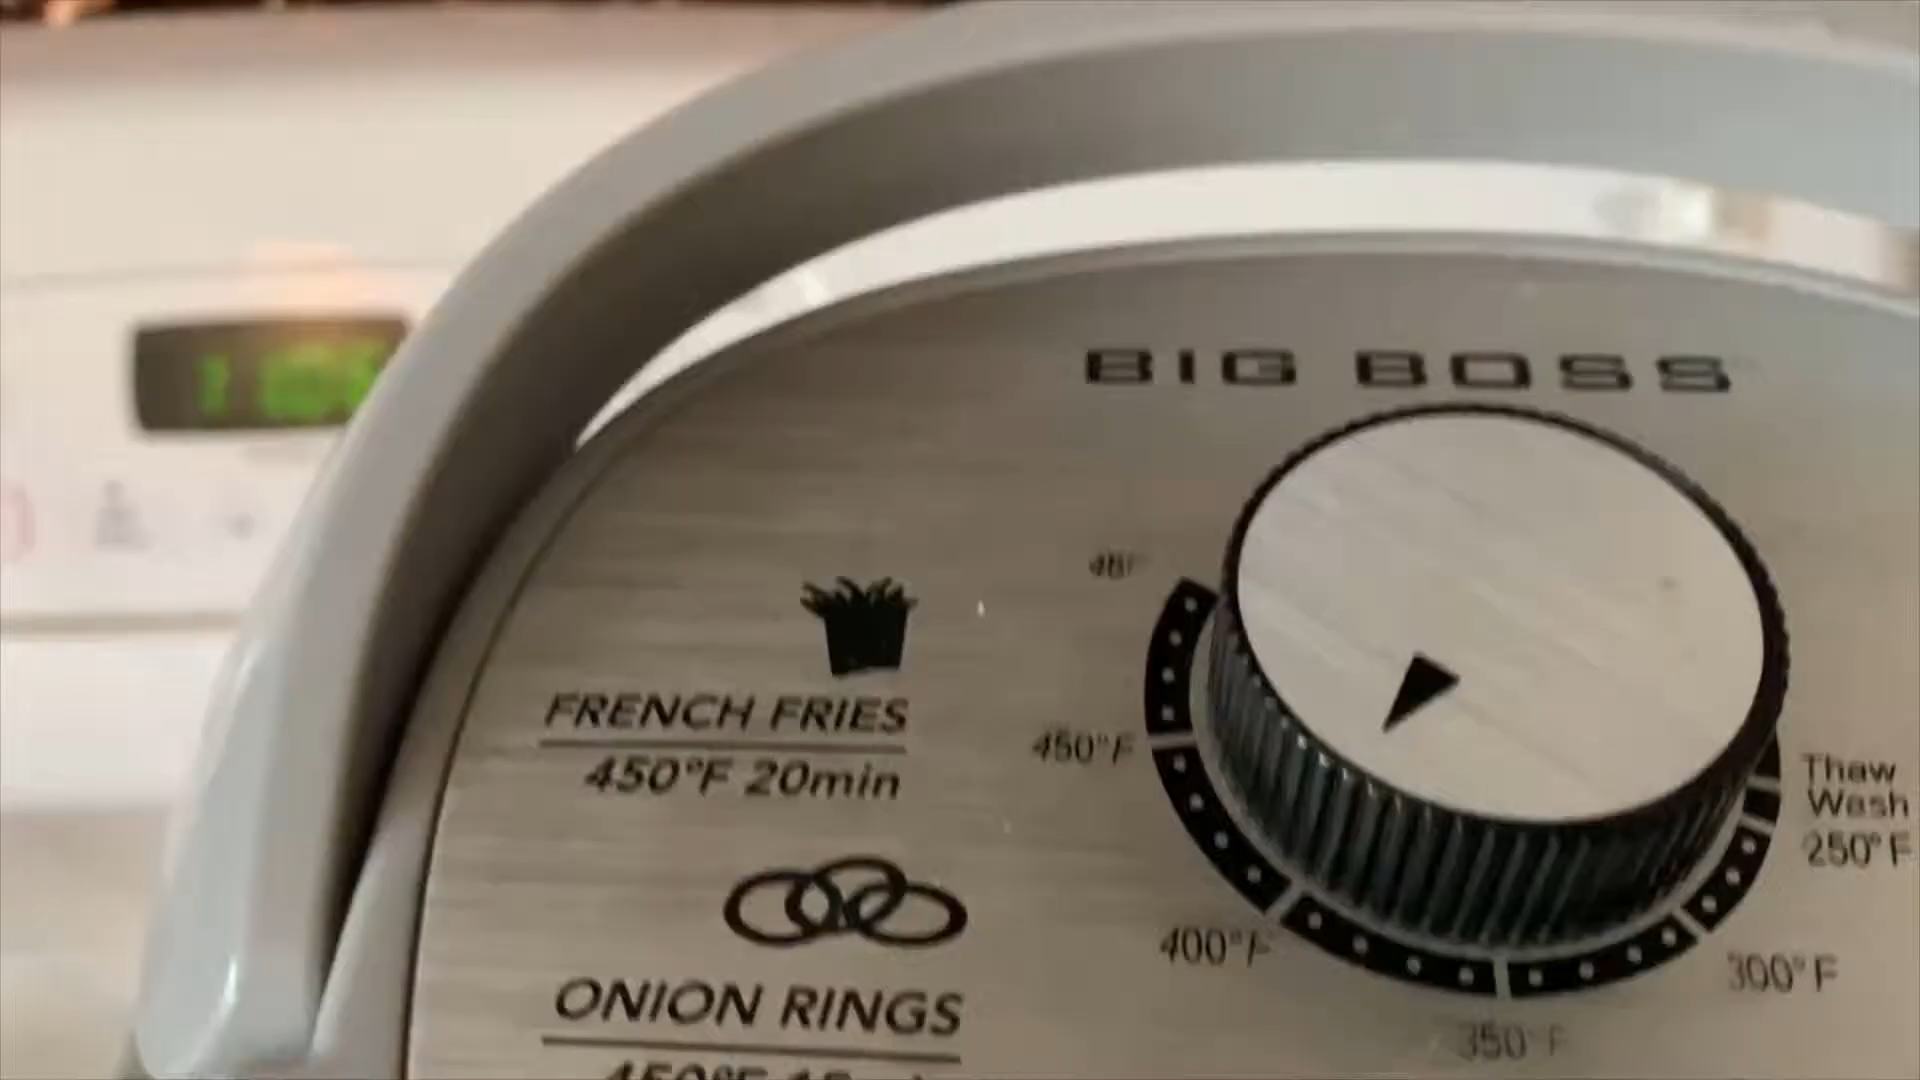 BIG BOSS
FRENCH FRIES
450°F 20min
450°F
Thaw
Wash
250°F
400°F
ONION RINGS
300°F
350°F